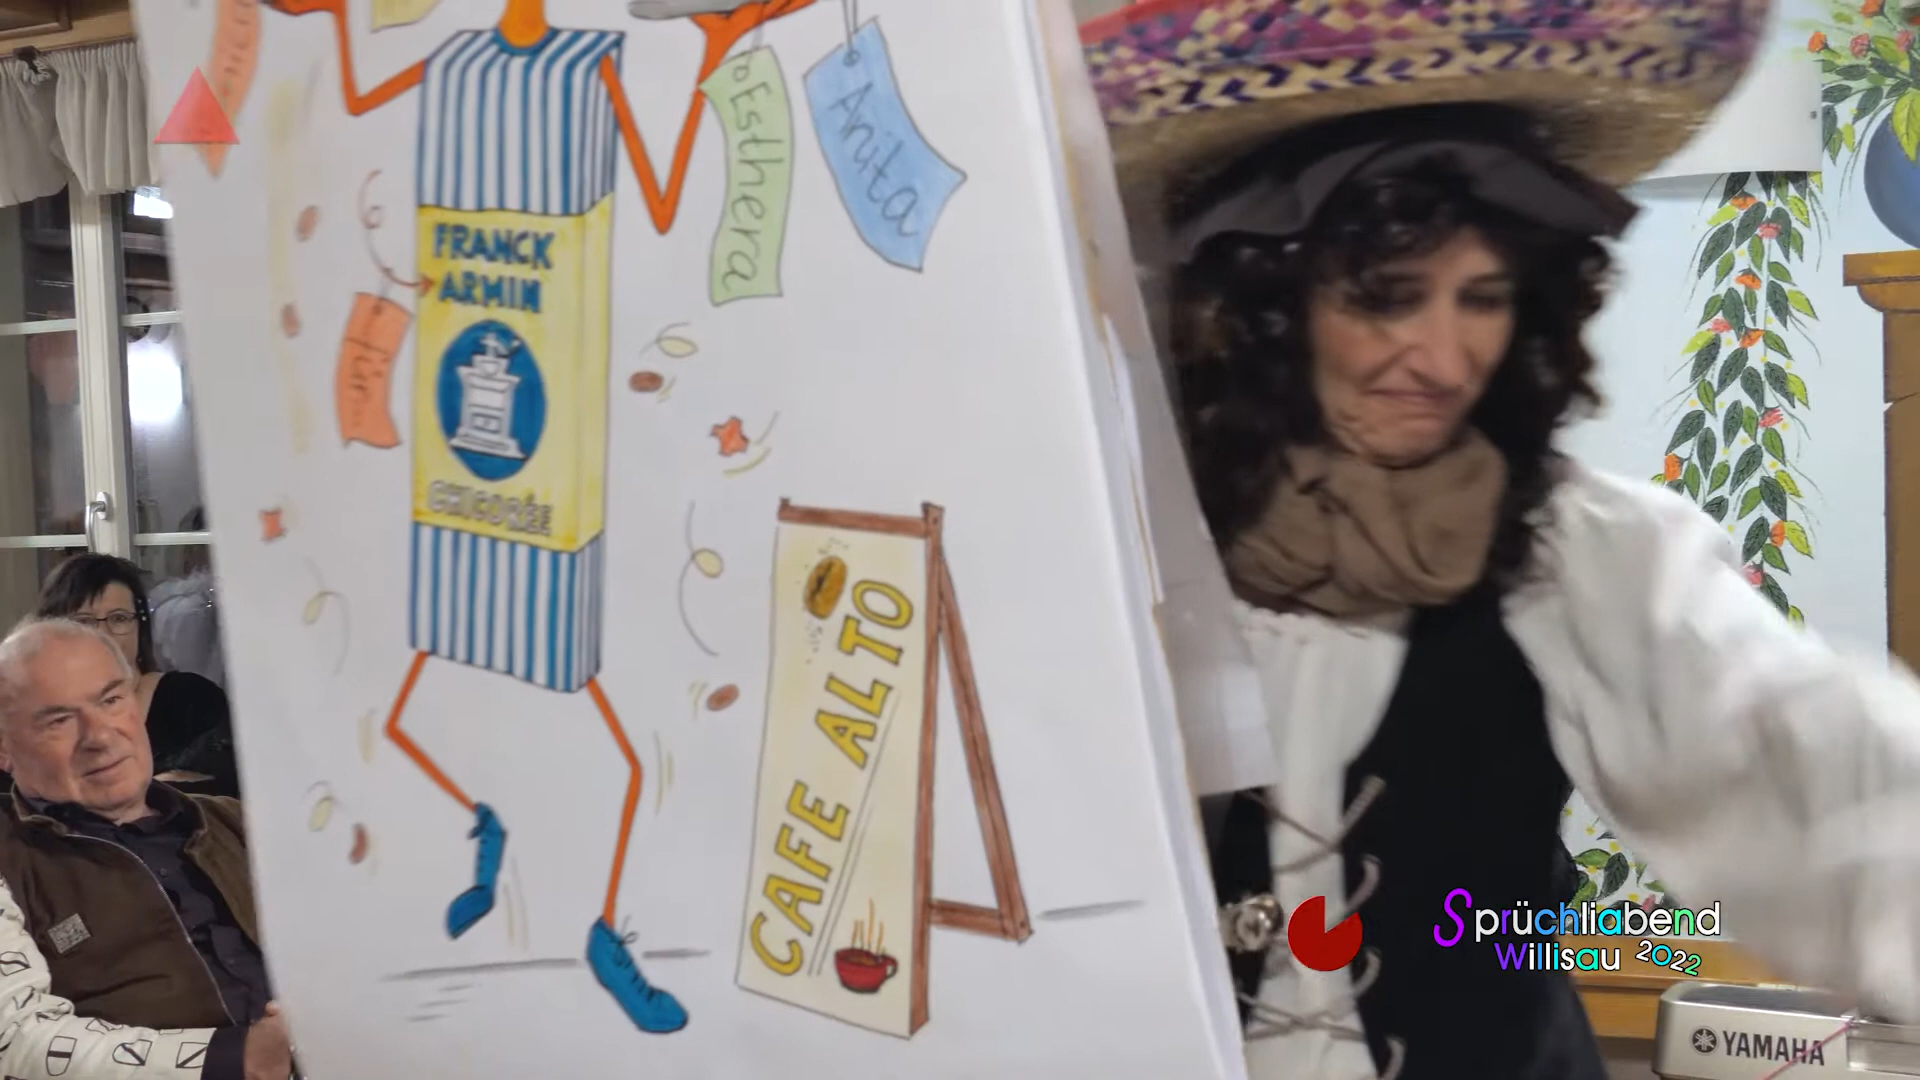 Esthera
Anita
FRANCK
ARMIN
CHICORÉE
CAFE ALTO
Sprüchliabend
Willisau 2022
YAMAHA